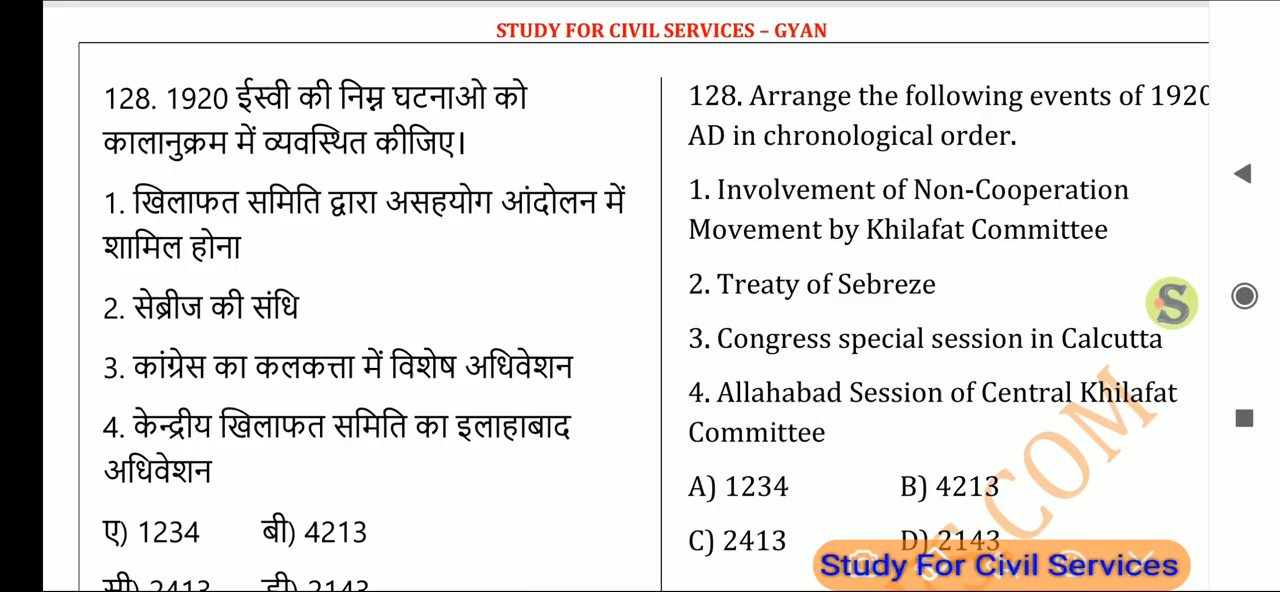 STUDY FOR CIVIL SERVICES – GYAN
128. 1920 ईस्वी की निम्न घटनाओ को
कालानुक्रम में व्यवस्थित कीजिए।
1. खिलाफत समिति द्वारा असहयोग आंदोलन में
शामिल होना
2. सेब्रीज की संधि
3. कांग्रेस का कलकत्ता में विशेष अधिवेशन
4. केन्द्रीय खिलाफत समिति का इलाहाबाद
अधिवेशन
ए) 1234 बी) 4213
सी) 2413 डी) 2143
128. Arrange the following events of 1920
AD in chronological order.
1. Involvement of Non-Cooperation
Movement by Khilafat Committee
2. Treaty of Sebreze
3. Congress special session in Calcutta
4. Allahabad Session of Central Khilafat
Committee
A) 1234 B) 4213
C) 2413 D) 2143
S
Study For Civil Services